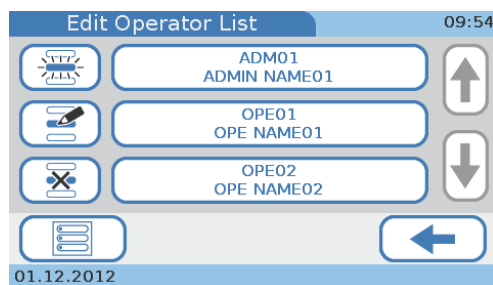 Edit Operator List
09:54
ADM01
ADMIN NAME01
OPE01
OPE NAME01
OPE02
OPE NAME02
01.12.2012